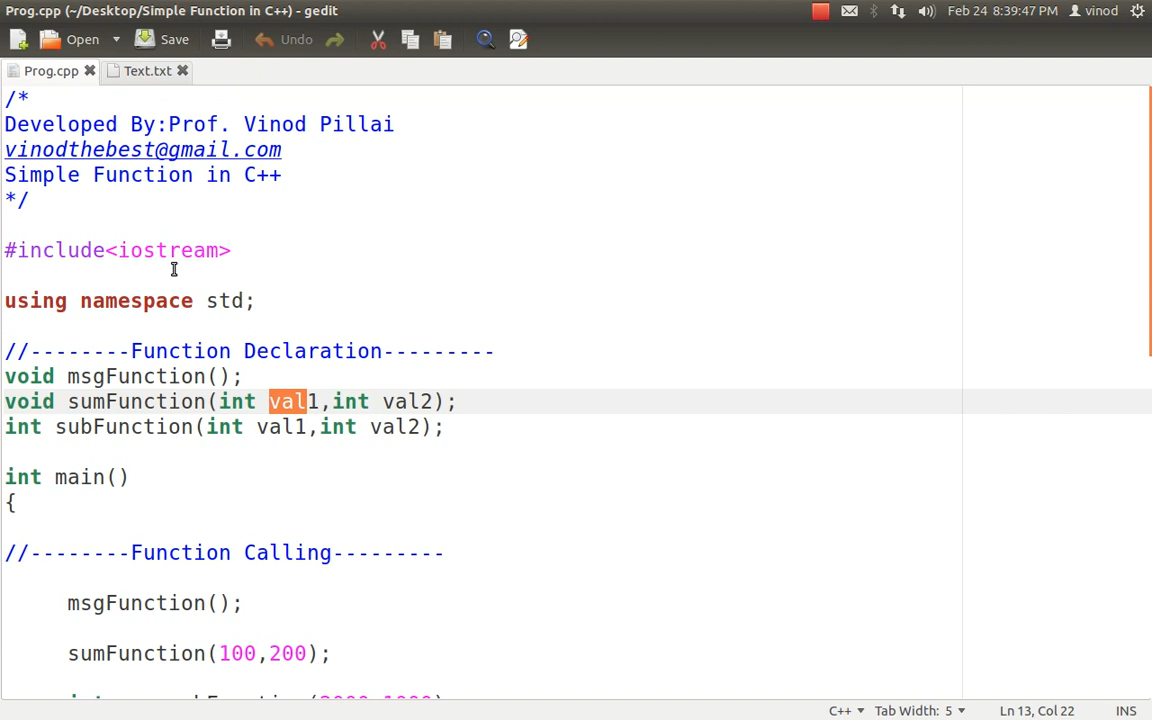 Prog.cpp (~/Desktop/Simple Function in C++) - gedit
Feb 24 8:39:47 PM
vinod
Open
Save
Undo
Prog.cpp
Text.txt
/*
Developed By:Prof. Vinod Pillai
vinodthebest@gmail.com
Simple Function in C++
*/
#include<iostream>
using namespace std;
//--------Function Declaration---------
void msgFunction();
void sumFunction(int val1,int val2);
int subFunction(int val1,int val2);
int main()
{
//--------Function Calling---------
msgFunction();
sumFunction(100,200);
C++
Tab Width: 5
Ln 13, Col 22
INS